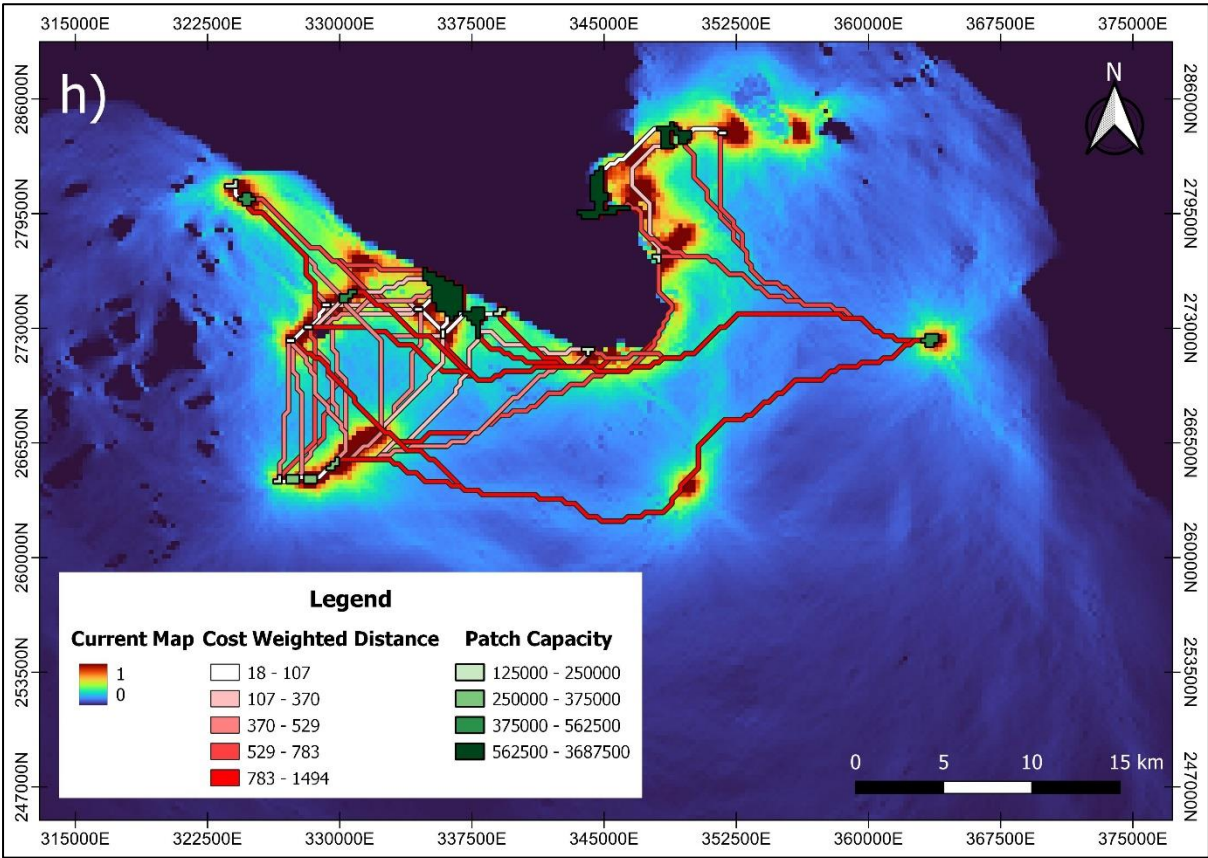 315000E 322500E 330000E 337500E 345000E 352500E 360000E 367500E 375000E
h)
N
286000N 286000N
279500N 279500N
273000N 273000N
266500N 266500N
260000N 260000N
253500N 253500N
247000N 247000N
Legend
Current Map Cost Weighted Distance Patch Capacity
1 18 - 107 125000 - 250000
0 107 - 370 250000 - 375000
370 - 529 375000 - 562500
529 - 783 562500 - 3687500
783 - 1494
0 5 10 15 km
315000E 322500E 330000E 337500E 345000E 352500E 360000E 367500E 375000E